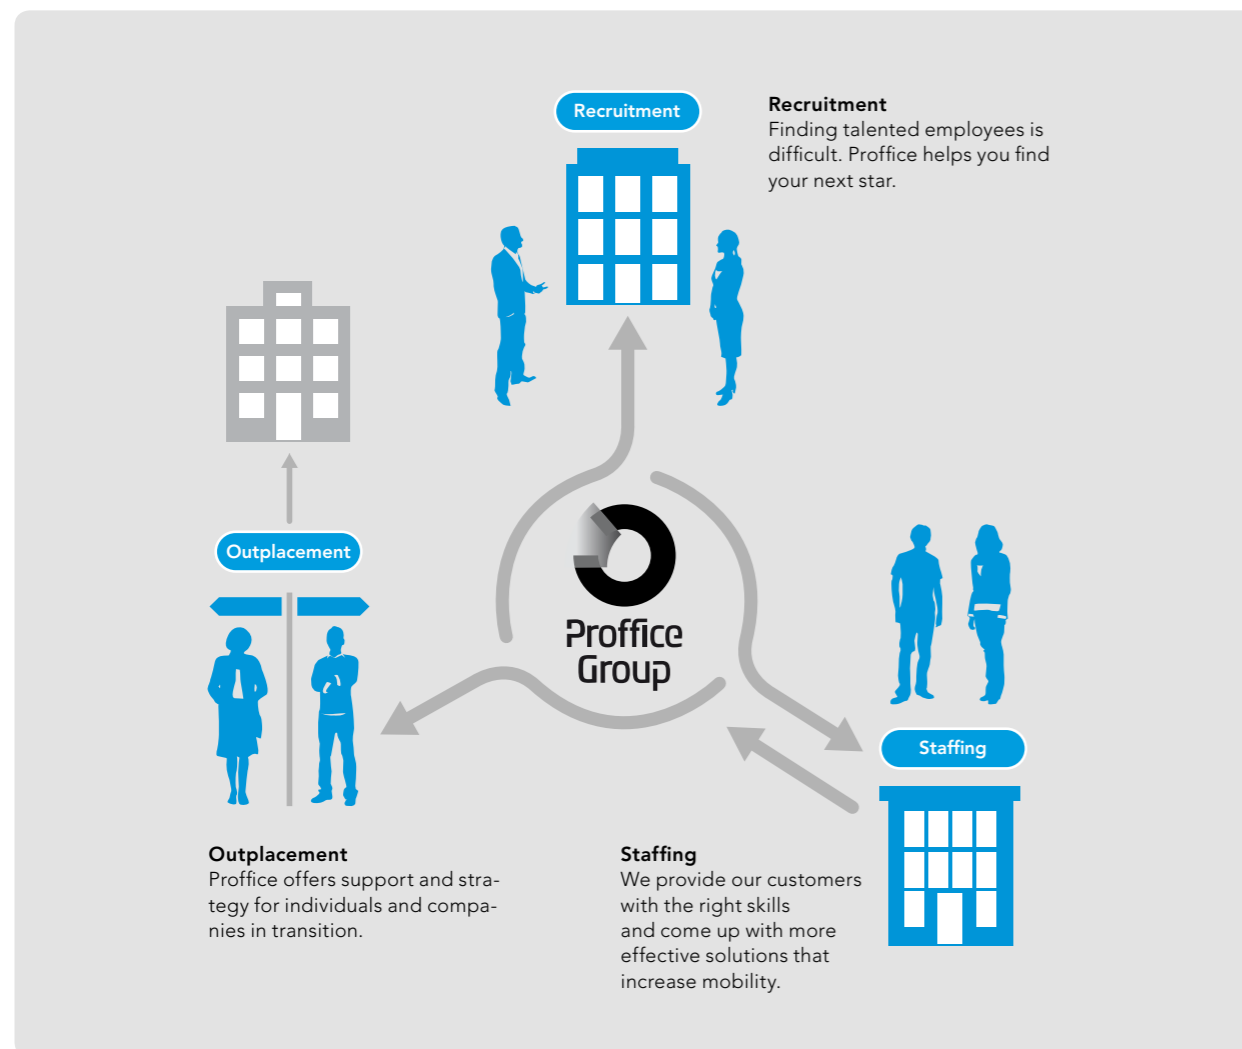 Recruitment
Recruitment
Finding talented employees is
difficult. Proffice helps you find
your next star.
Outplacement
Proffice
Group
Staffing
Outplacement
Proffice offers support and stra-
tegy for individuals and compa-
nies in transition.
Staffing
We provide our customers
with the right skills
and come up with more
effective solutions that
increase mobility.